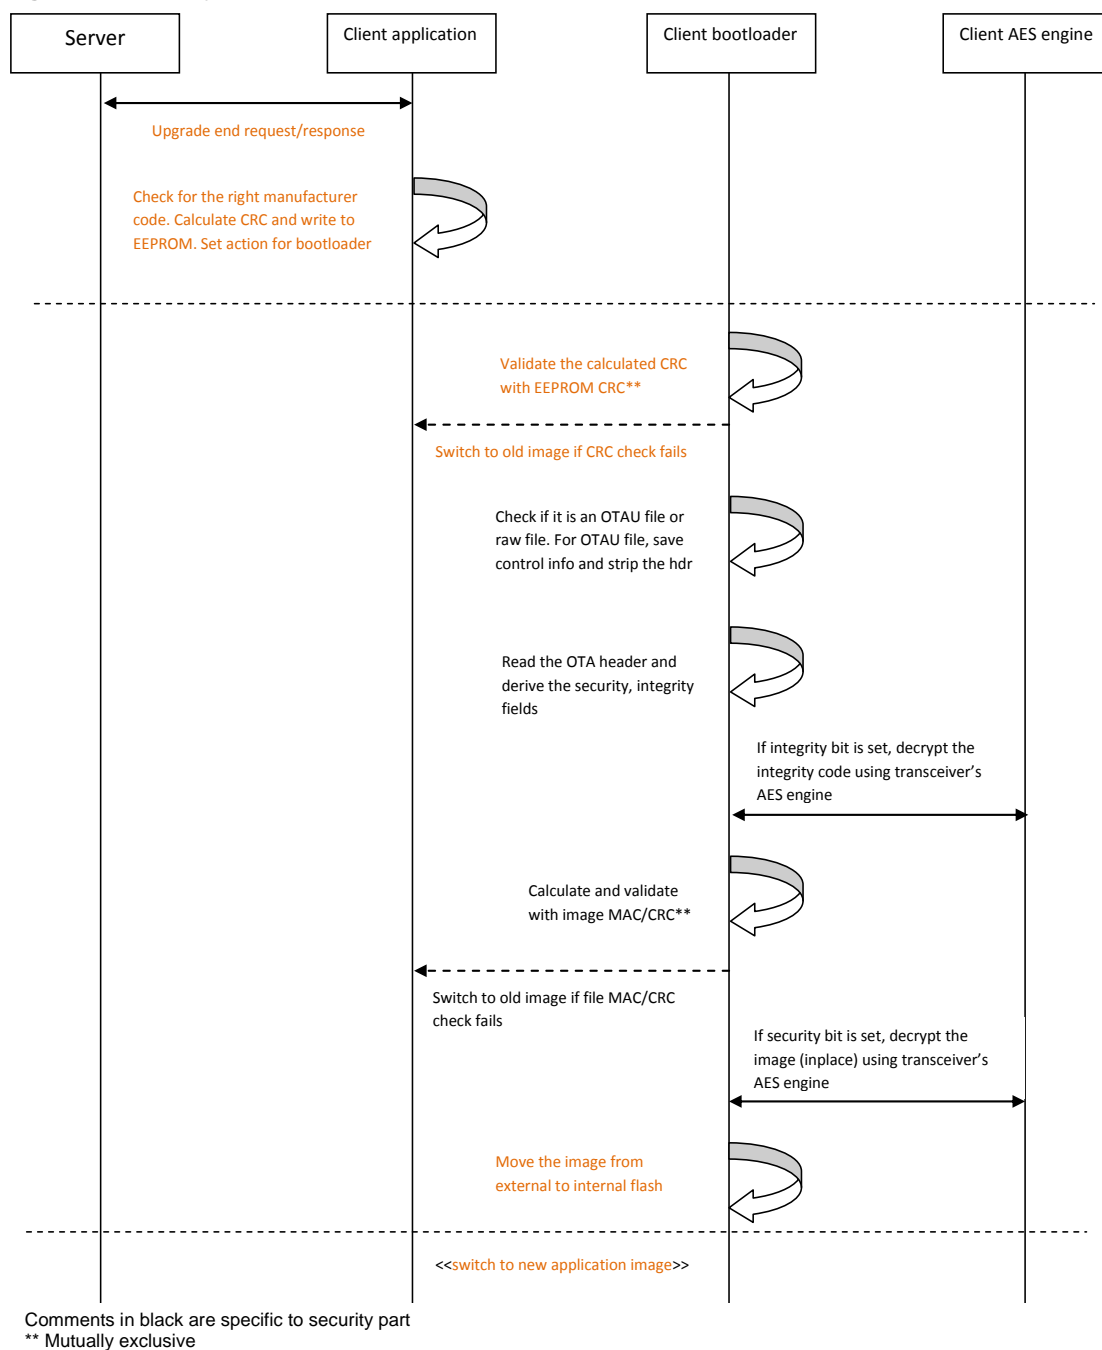 Server
Client application
Client bootloader
Client AES engine
Upgrade end request/response
Check for the right manufacturer
code. Calculate CRC and write to
EEPROM. Set action for bootloader
Validate the calculated CRC
with EEPROM CRC**
Switch to old image if CRC check fails
Check if it is an OTAU file or
raw file. For OTAU file, save
control info and strip the hdr
Read the OTA header and
derive the security, integrity
fields
If integrity bit is set, decrypt the
integrity code using transceiver’s
AES engine
Calculate and validate
with image MAC/CRC**
Switch to old image if file MAC/CRC
check fails
If security bit is set, decrypt the
image (inplace) using transceiver’s
AES engine
Move the image from
external to internal flash
<<switch to new application image>>
Comments in black are specific to security part
** Mutually exclusive